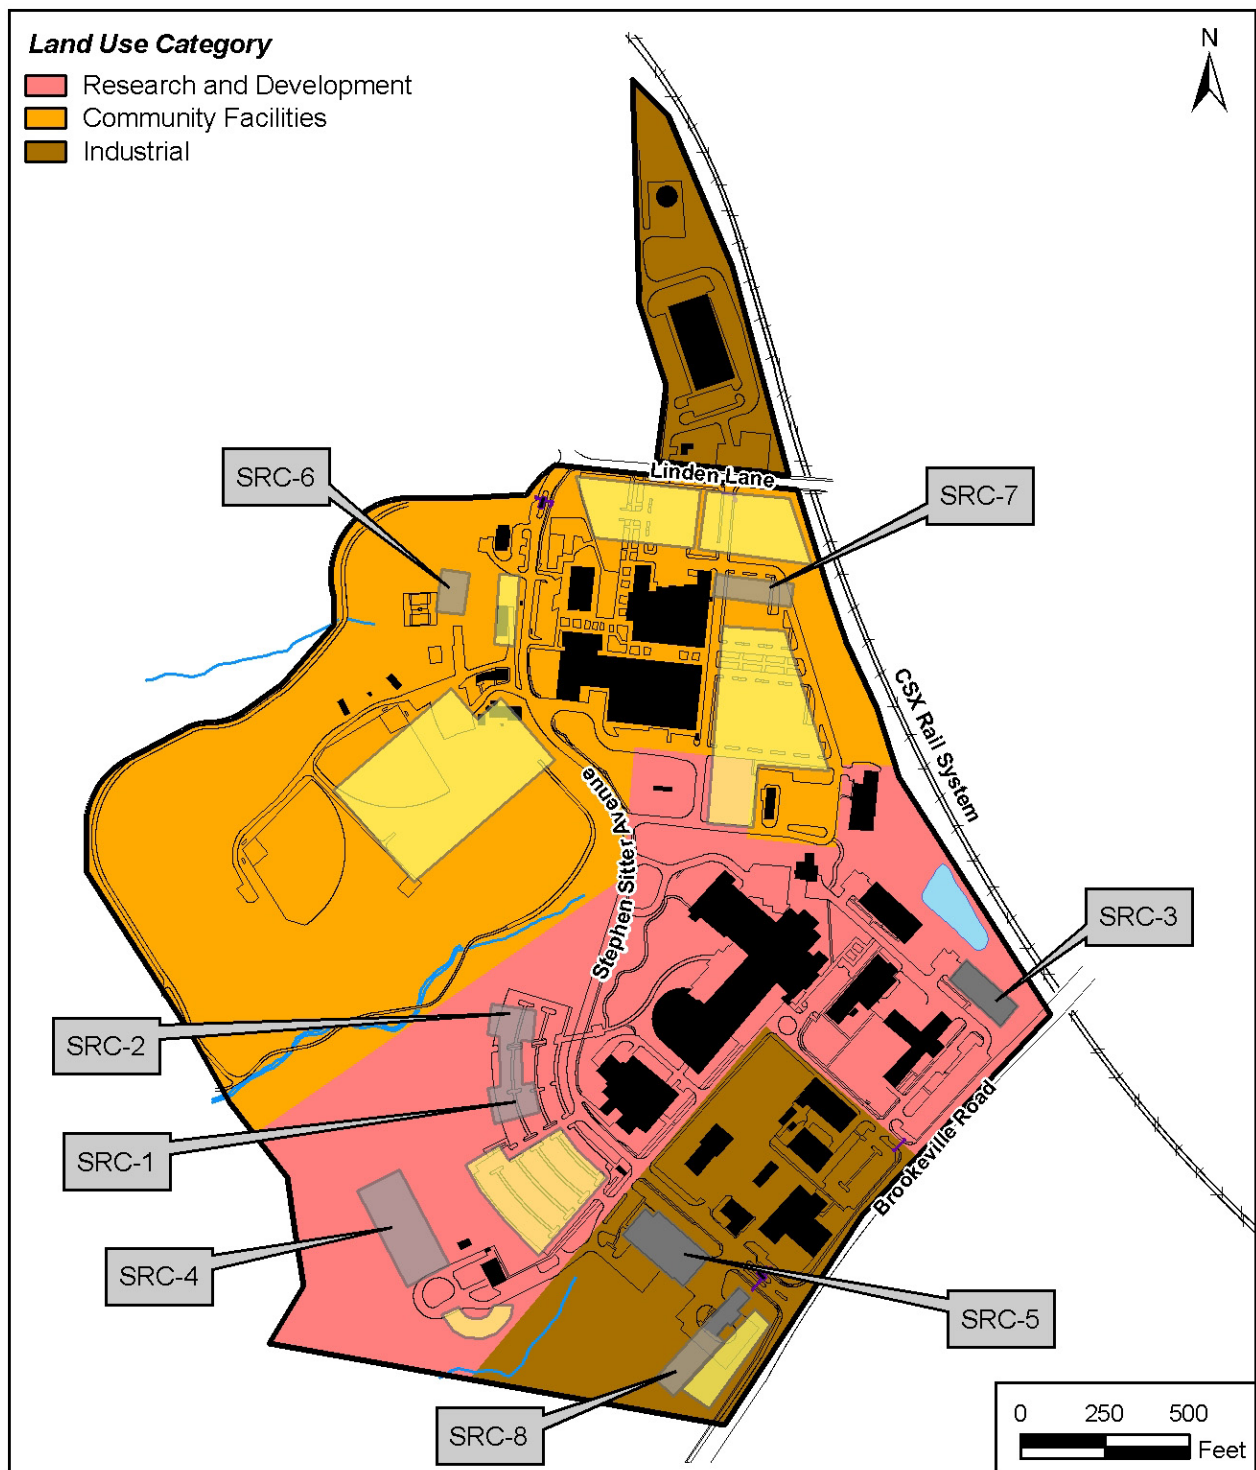 Land Use Category
Research and Development
Community Facilities
Industrial
N
Linden Lane
SRC-6
SRC-7
CSX Rail System
Stephen Sitter Avenue
SRC-3
SRC-2
SRC-1
Brookeville Road
SRC-4
SRC-5
SRC-8
0 250 500
Feet